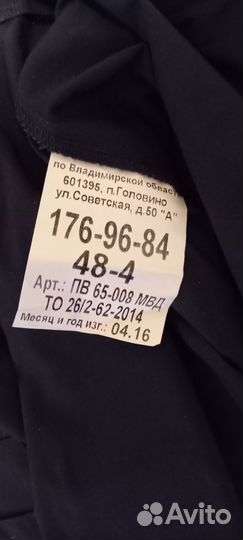 по Владимирской област
601395, п.Головино
ул.Советская, д.50 "А"
176-96-84
48-4
Арт.: ПВ 65-008 МВД
ТО 26/2-62-2014
Месяц и год изг.: 04.16
Avito